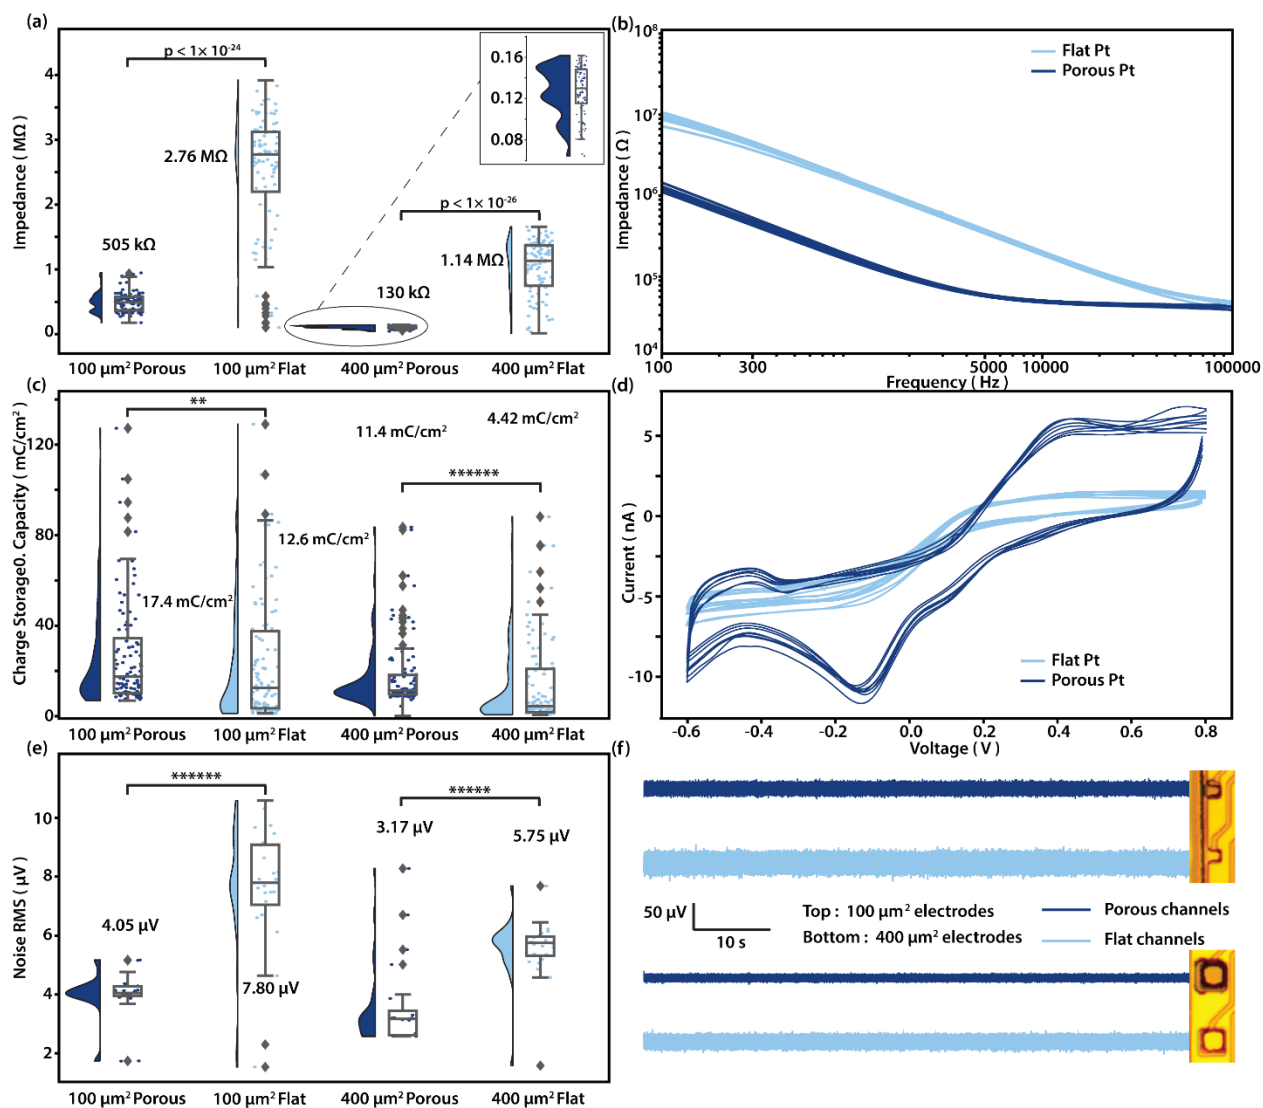 (a)
p < 1× 10⁻²⁴
4
3
2
1
0
Impedance ( MΩ )
505 kΩ
2.76 MΩ
130 kΩ
1.14 MΩ
p < 1× 10⁻²⁶
0.16
0.12
0.08
100 µm² Porous
100 µm² Flat
400 µm² Porous
400 µm² Flat
(b)
10⁸
10⁷
10⁶
10⁵
10⁴
Impedance ( Ω )
Flat Pt
Porous Pt
100
300
5000
10000
100000
Frequency ( Hz )
(c)
**
120
80
40
0
Charge Storage0. Capacity ( mC/cm² )
17.4 mC/cm²
12.6 mC/cm²
11.4 mC/cm²
4.42 mC/cm²
******
100 µm² Porous
100 µm² Flat
400 µm² Porous
400 µm² Flat
(d)
5
0
-5
-10
Current ( nA )
Flat Pt
Porous Pt
-0.6
-0.4
-0.2
0.0
0.2
0.4
0.6
0.8
Voltage ( V )
(e)
******
10
8
6
4
2
Noise RMS ( µV )
4.05 µV
7.80 µV
3.17 µV
5.75 µV
*****
100 µm² Porous
100 µm² Flat
400 µm² Porous
400 µm² Flat
(f)
50 µV
10 s
Top : 100 µm² electrodes
Bottom : 400 µm² electrodes
Porous channels
Flat channels